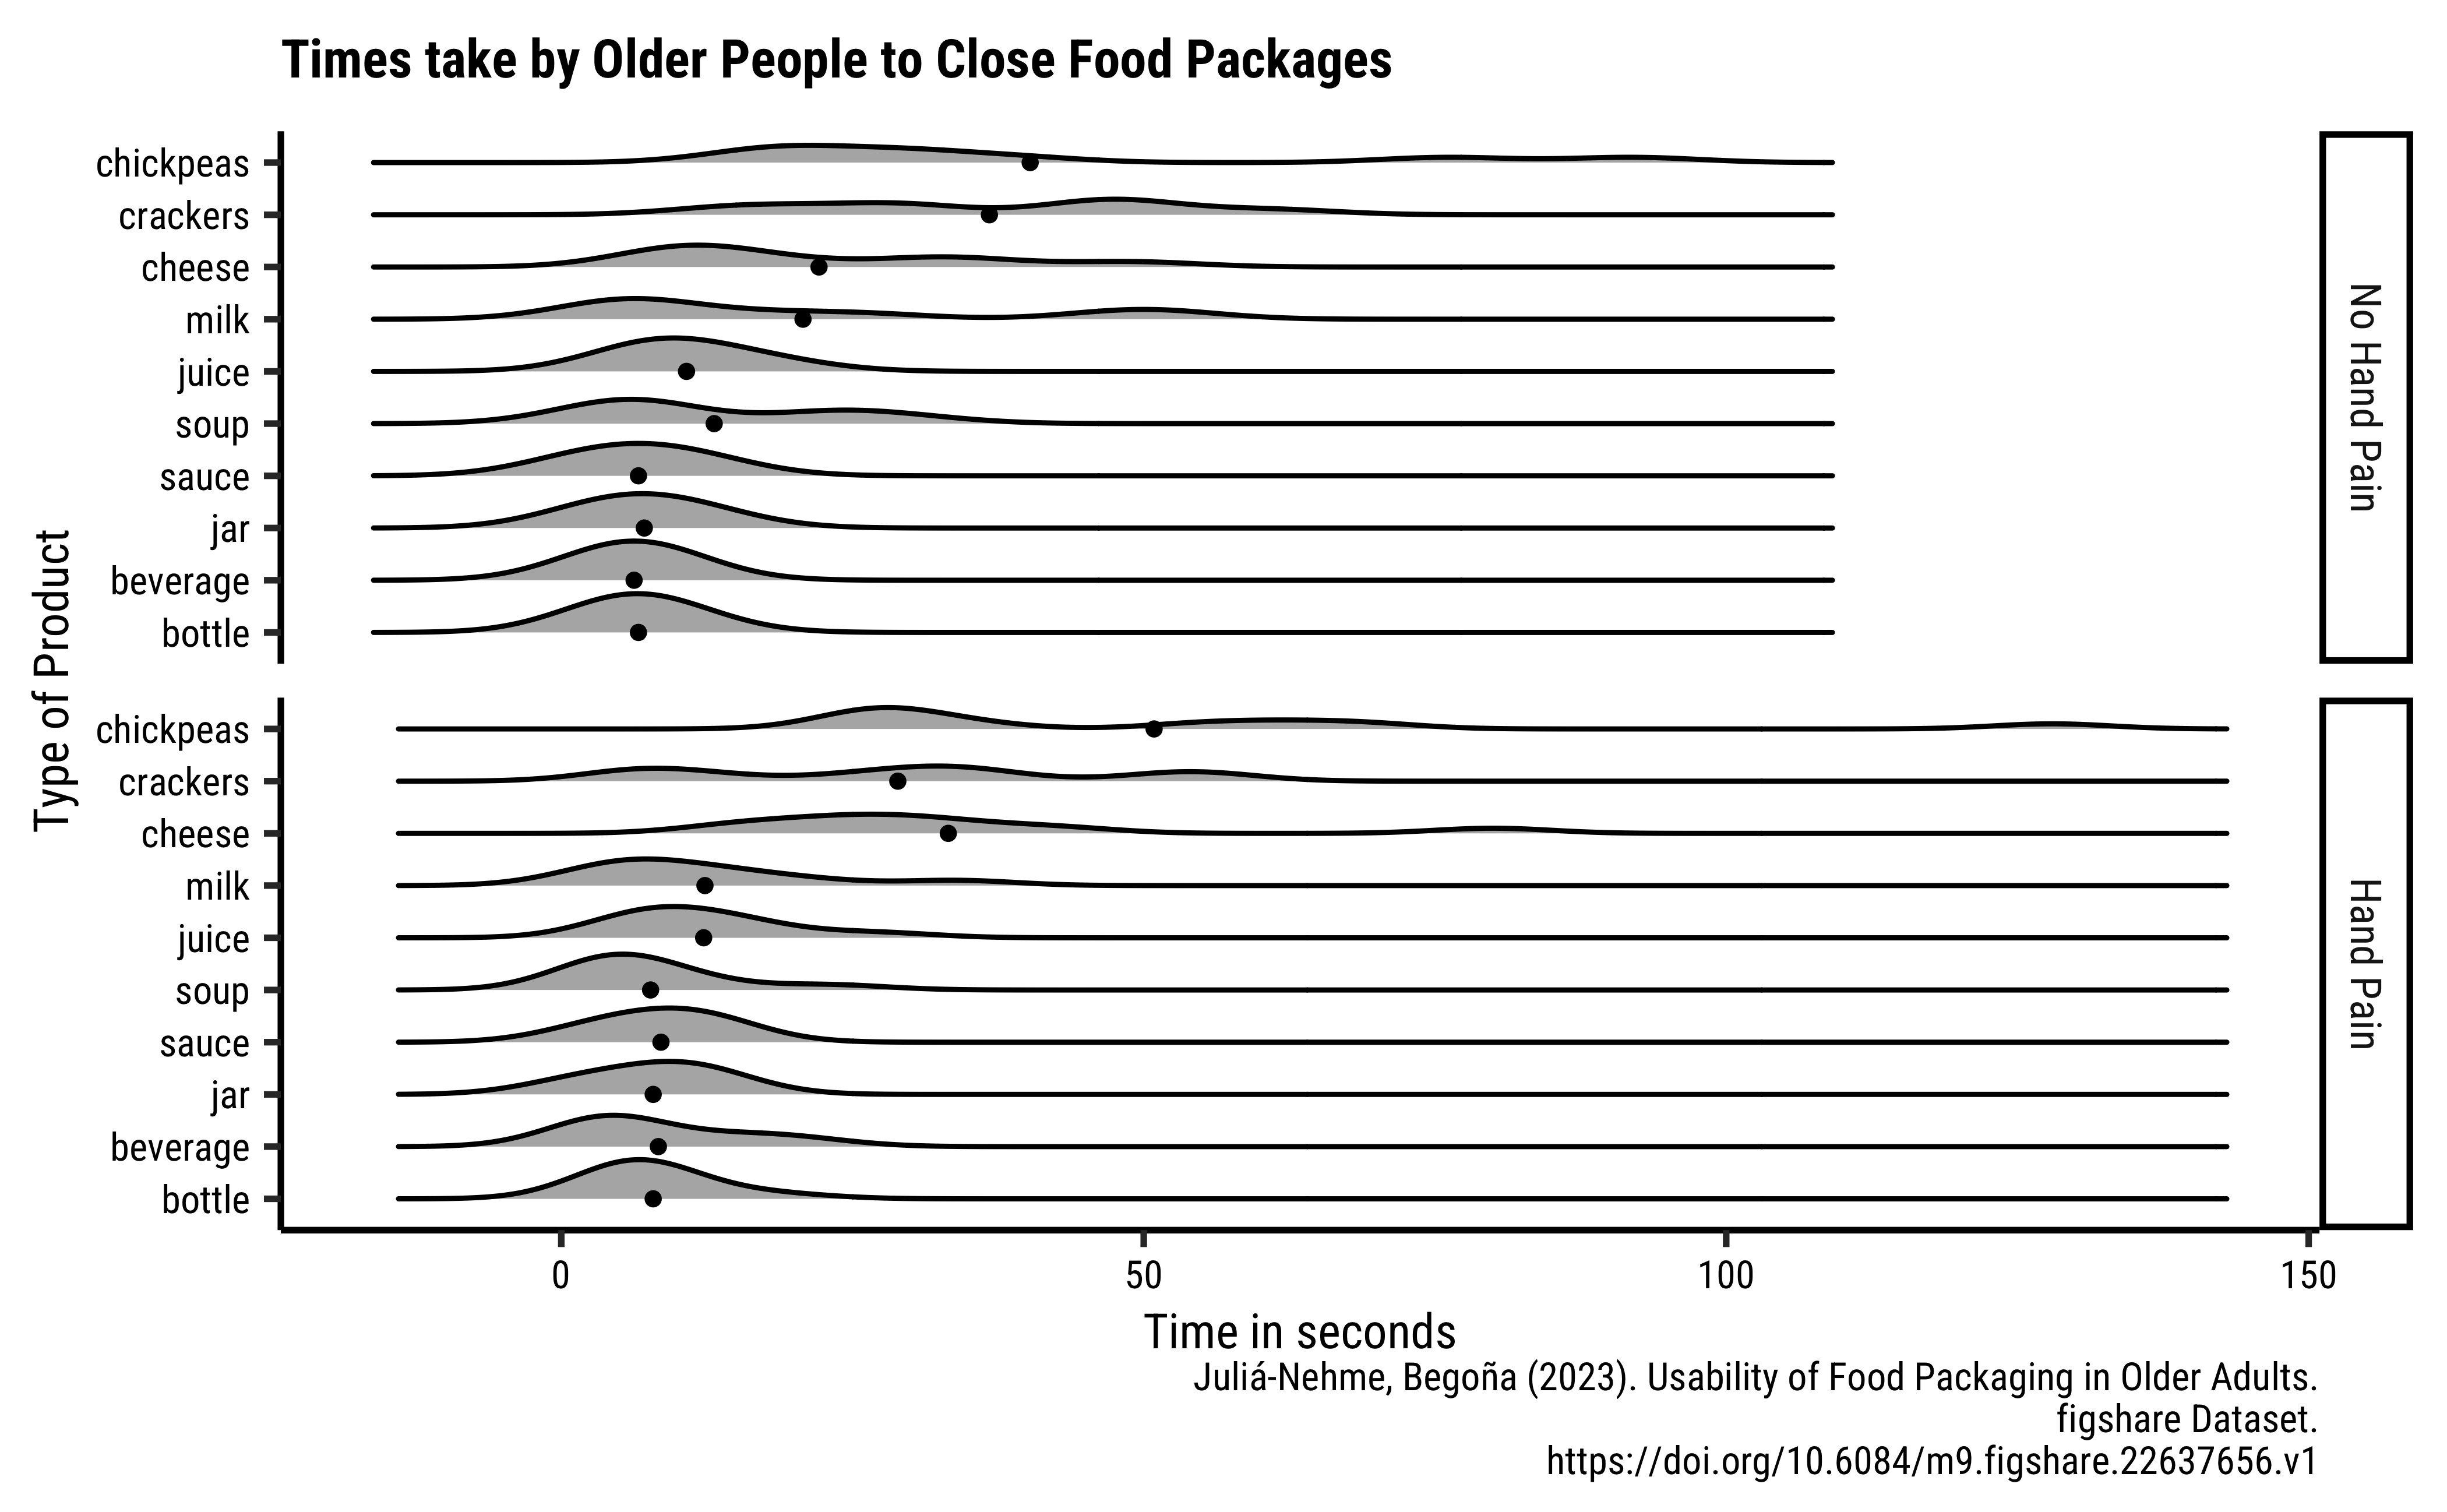 Times take by Older People to Close Food Packages
Type of Product
chickpeas
crackers
cheese
milk
juice
soup
sauce
jar
beverage
bottle
No Hand Pain
chickpeas
crackers
cheese
milk
juice
soup
sauce
jar
beverage
bottle
Hand Pain
0 50 100 150
Time in seconds
Juliá-Nehme, Begoña (2023). Usability of Food Packaging in Older Adults.
figshare Dataset.
https://doi.org/10.6084/m9.figshare.22637656.v1